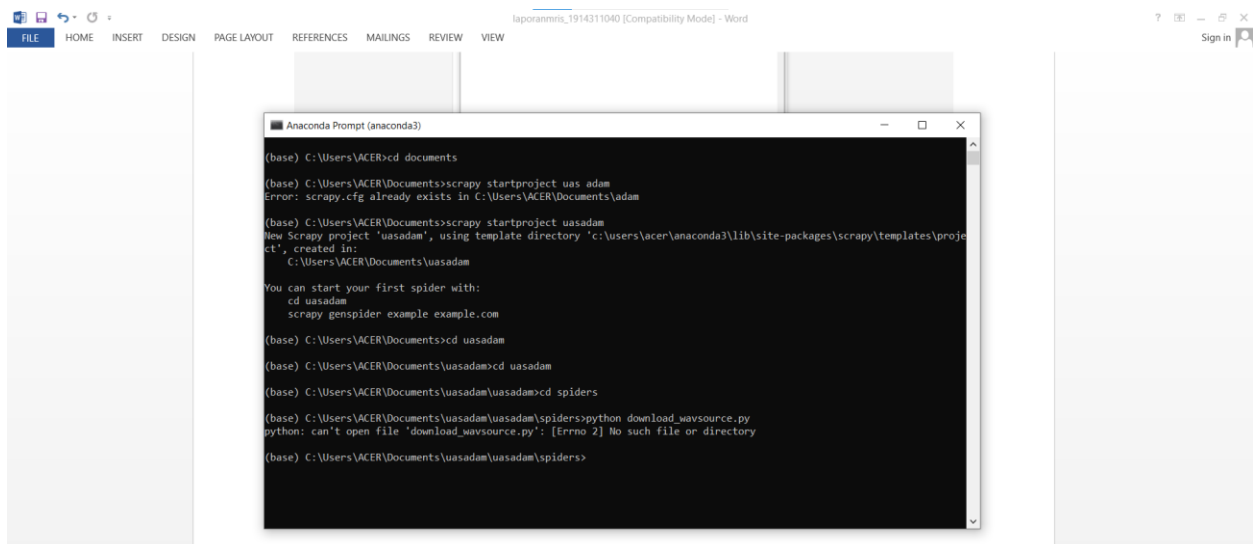 laporanmris_1914311040 [Compatibility Mode] - Word
?
FILE HOME INSERT DESIGN PAGE LAYOUT REFERENCES MAILINGS REVIEW VIEW Sign in
Anaconda Prompt (anaconda3)
(base) C:\Users\ACER>cd documents
(base) C:\Users\ACER\Documents>scrapy startproject uas adam
Error: scrapy.cfg already exists in C:\Users\ACER\Documents\adam
(base) C:\Users\ACER\Documents>scrapy startproject uasadam
New Scrapy project 'uasadam', using template directory 'c:\users\acer\anaconda3\lib\site-packages\scrapy\templates\proje
ct', created in:
    C:\Users\ACER\Documents\uasadam
You can start your first spider with:
    cd uasadam
    scrapy genspider example example.com
(base) C:\Users\ACER\Documents>cd uasadam
(base) C:\Users\ACER\Documents\uasadam>cd uasadam
(base) C:\Users\ACER\Documents\uasadam\uasadam>cd spiders
(base) C:\Users\ACER\Documents\uasadam\uasadam\spiders>python download_wavsource.py
python: can't open file 'download_wavsource.py': [Errno 2] No such file or directory
(base) C:\Users\ACER\Documents\uasadam\uasadam\spiders>